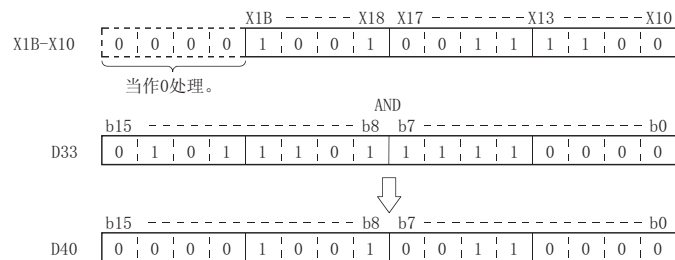 X1B X18 X17 X13 X10
X1B-X10 0 0 0 0 1 0 0 1 0 0 1 1 1 1 0 0
当作0处理。
AND
b15 b8 b7 b0
D33 0 1 0 1 1 1 0 1 1 1 1 1 0 0 0 0
b15 b8 b7 b0
D40 0 0 0 0 1 0 0 1 0 0 1 1 0 0 0 0